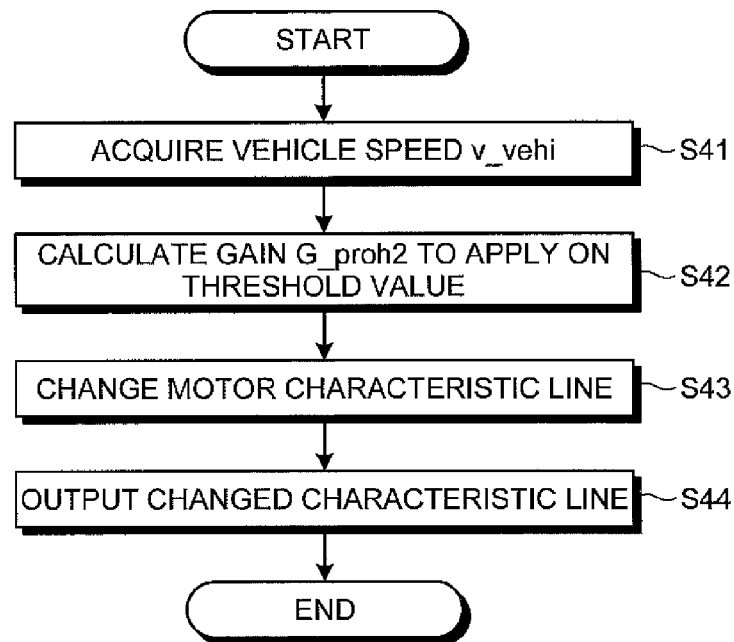 START
ACQUIRE VEHICLE SPEED v_vehi
S41
CALCULATE GAIN G_proh2 TO APPLY ON
THRESHOLD VALUE
S42
CHANGE MOTOR CHARACTERISTIC LINE
S43
OUTPUT CHANGED CHARACTERISTIC LINE
S44
END